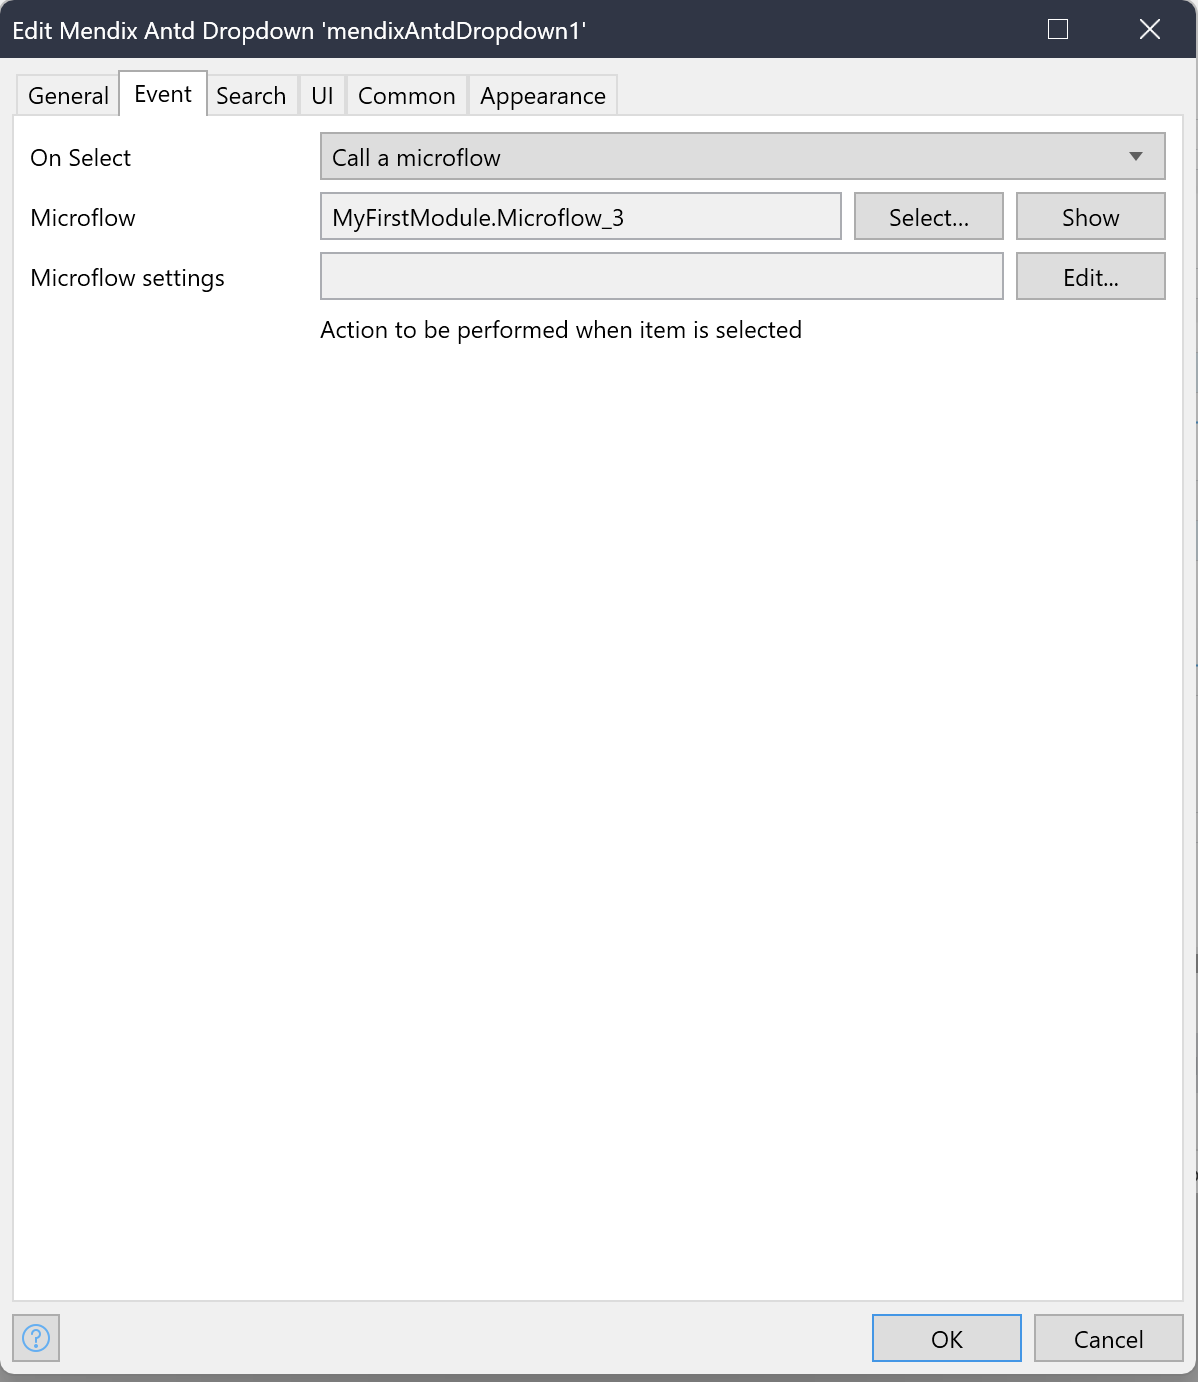 Edit Mendix Antd Dropdown 'mendixAntdDropdown1'
General Event Search UI Common Appearance
On Select Call a microflow
Microflow MyFirstModule.Microflow_3 Select... Show
Microflow settings Edit...
Action to be performed when item is selected
? OK Cancel